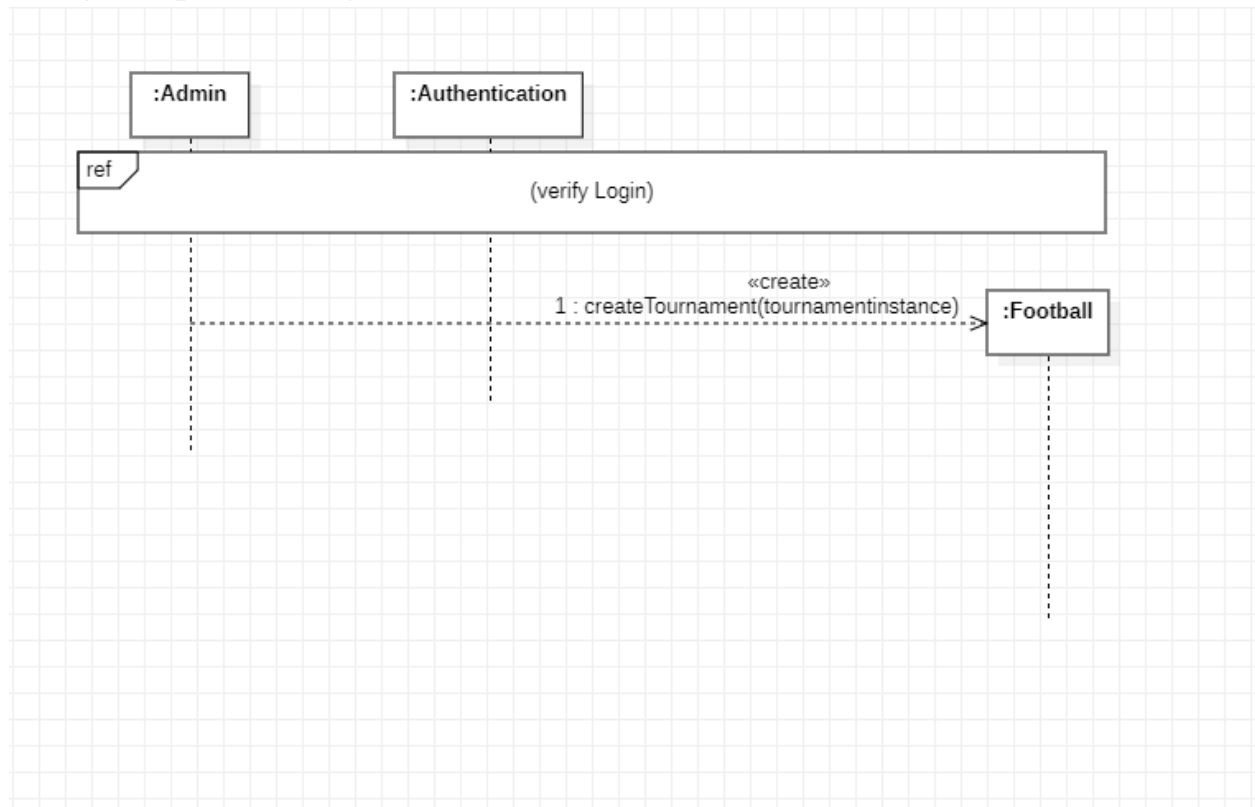 :Admin
:Authentication
ref
(verify Login)
«create»
1 : createTournament(tournamentinstance)
:Football